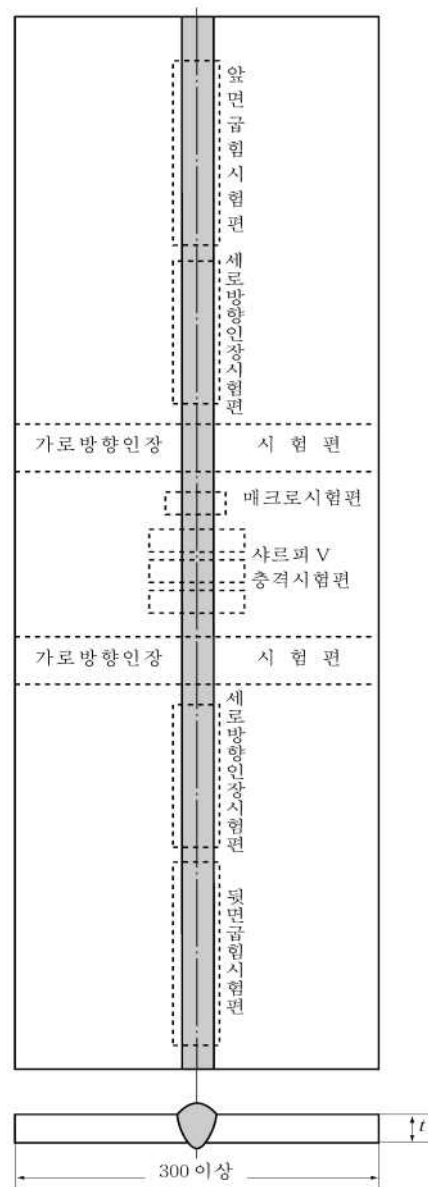 앞면굽힘시험편
세로방향인장시험편
가로방향인장 시 험 편
매크로시험편
샤르피 V
충격시험편
가로방향인장 시 험 편
세로방향인장시험편
뒷면굽힘시험편
t
300 이상